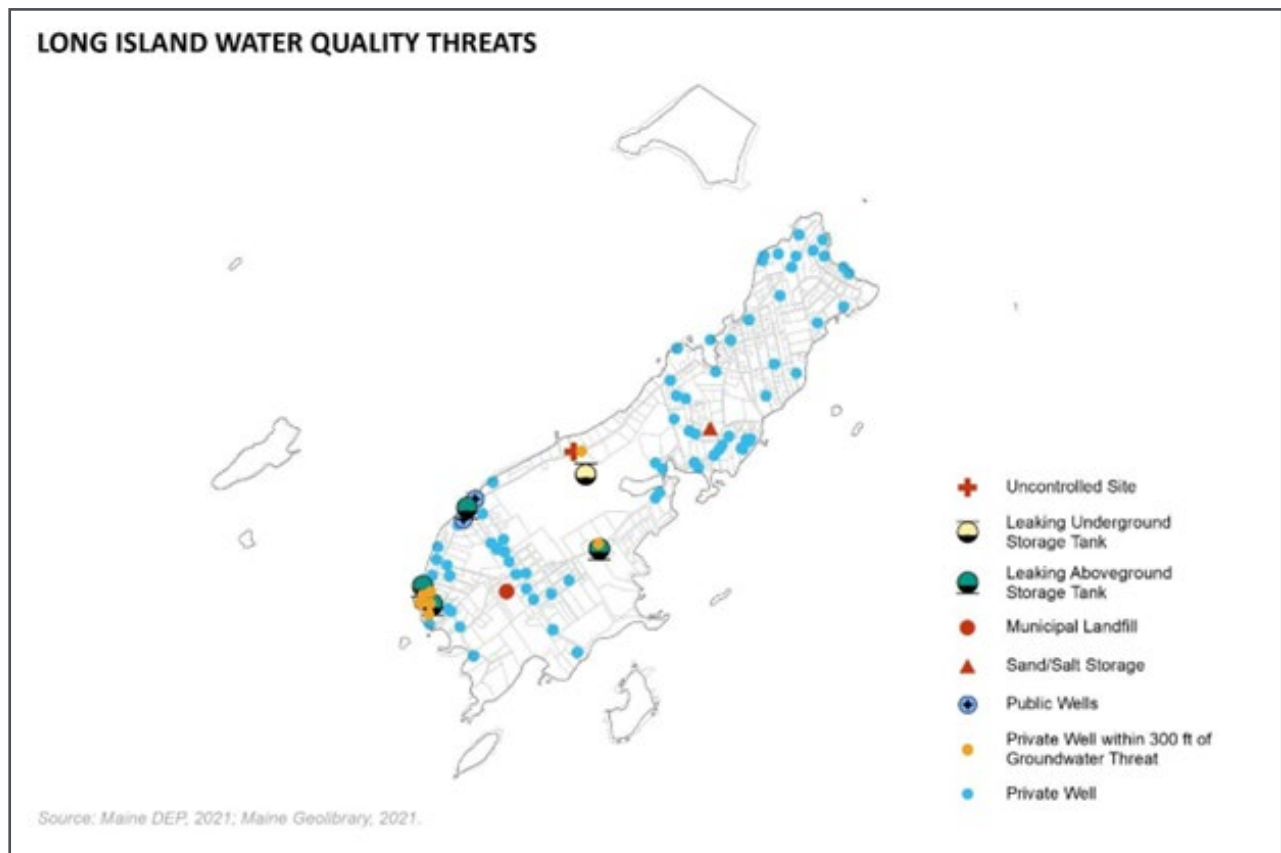 LONG ISLAND WATER QUALITY THREATS
Uncontrolled Site
Leaking Underground
Storage Tank
Leaking Aboveground
Storage Tank
Municipal Landfill
Sand/Salt Storage
Public Wells
Private Well within 300 ft of
Groundwater Threat
Private Well
Source: Maine DEP, 2021; Maine Geolibrary, 2021.